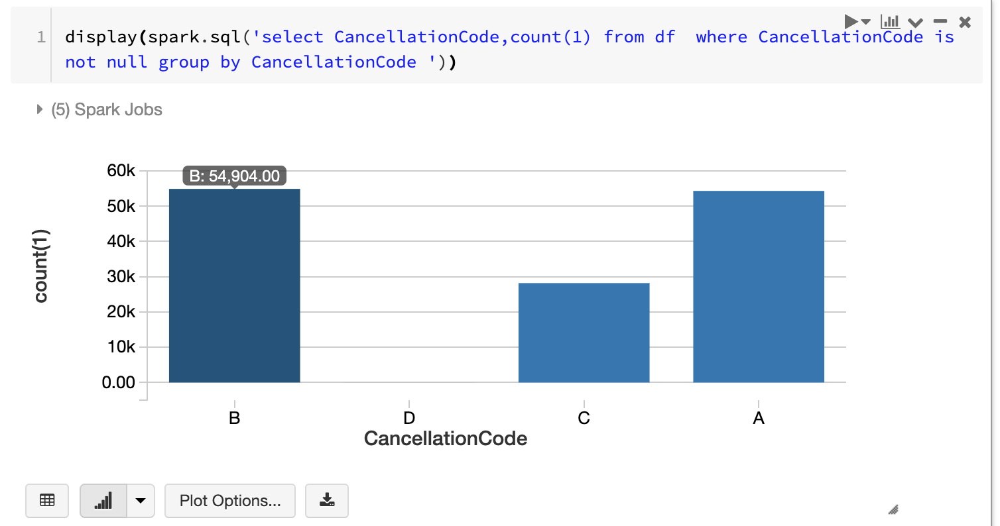 1 display(spark.sql('select CancellationCode,count(1) from df  where CancellationCode is
not null group by CancellationCode '))
(5) Spark Jobs
60k
B: 54,904.00
50k
40k
30k
20k
10k
0.00
count(1)
B D C A
CancellationCode
Plot Options...